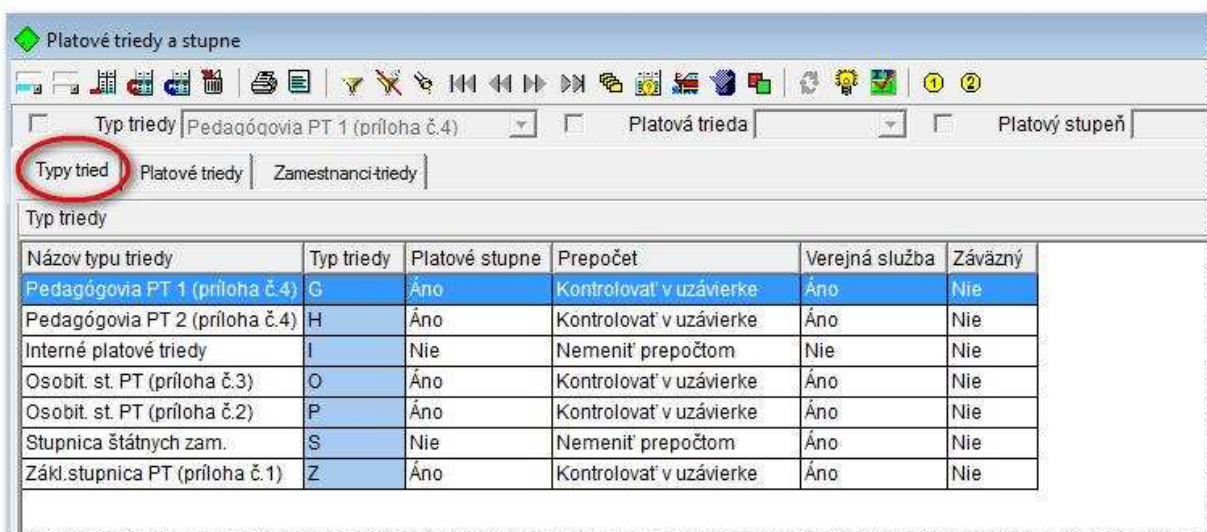 Platové triedy a stupne
1 2
Typ triedy Pedagógovia PT 1 (príloha č.4) Platová trieda Platový stupeň
Typy tried Platové triedy Zamestnanci-triedy
Typ triedy
Názov typu triedy Typ triedy Platové stupne Prepočet Verejná služba Záväzný
Pedagógovia PT 1 (príloha č.4) G Áno Kontrolovať v uzávierke Áno Nie
Pedagógovia PT 2 (príloha č.4) H Áno Kontrolovať v uzávierke Áno Nie
Interné platové triedy I Nie Nemeniť prepočtom Nie Nie
Osobit. st. PT (príloha č.3) O Áno Kontrolovať v uzávierke Áno Nie
Osobit. st. PT (príloha č.2) P Áno Kontrolovať v uzávierke Áno Nie
Stupnica štátnych zam. S Nie Nemeniť prepočtom Áno Nie
Zákl.stupnica PT (príloha č.1) Z Áno Kontrolovať v uzávierke Áno Nie